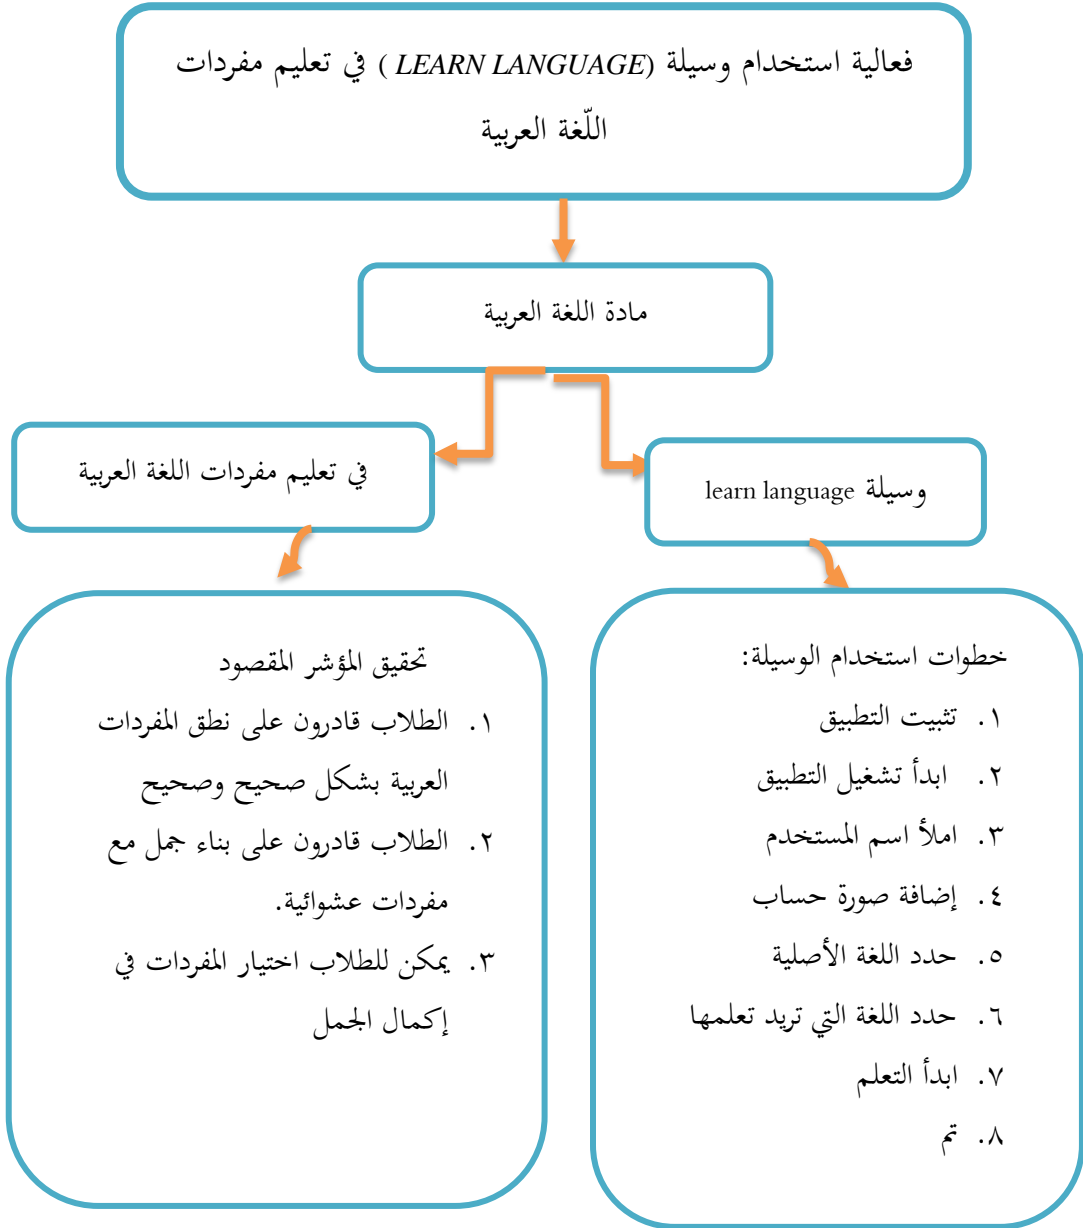 فعالية استخدام وسيلة (LEARN LANGUAGE ) في تعليم مفردات
اللّغة العربية
مادة اللغة العربية
وسيلة learn language
في تعليم مفردات اللغة العربية
خطوات استخدام الوسيلة:
١. تثبيت التطبيق
٢. ابدأ تشغيل التطبيق
٣. املأ اسم المستخدم
٤. إضافة صورة حساب
٥. حدد اللغة الأصلية
٦. حدد اللغة التي تريد تعلمها
٧. ابدأ التعلم
٨. تم
تحقيق المؤشر المقصود
١. الطلاب قادرون على نطق المفردات
العربية بشكل صحيح وصحيح
٢. الطلاب قادرون على بناء جمل مع
مفردات عشوائية.
٣. يمكن للطلاب اختيار المفردات في
إكمال الجمل